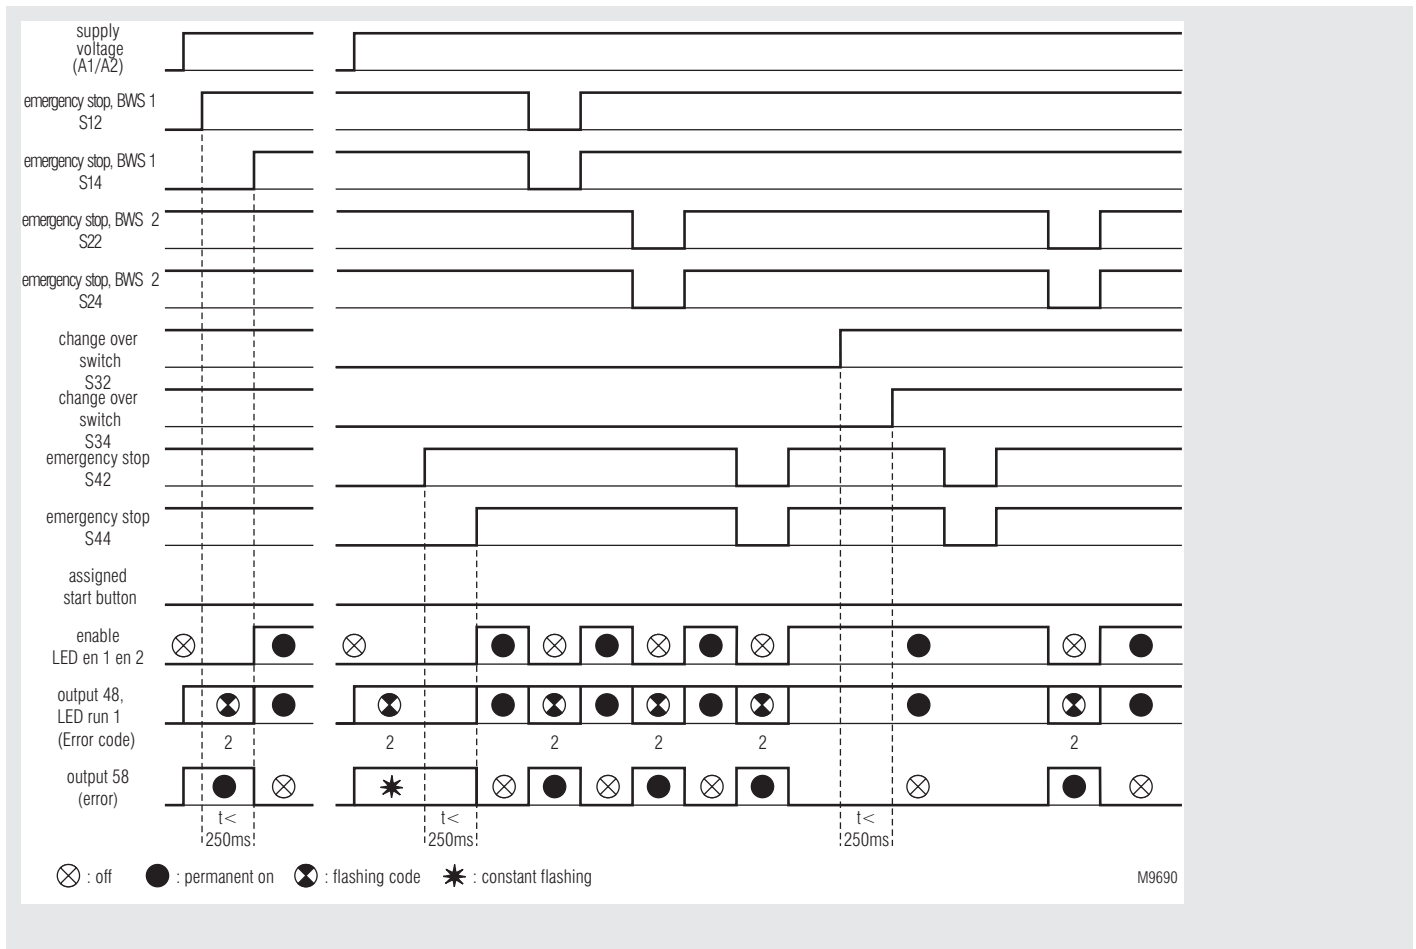 supply
voltage
(A1/A2)
emergency stop, BWS 1
S12
emergency stop, BWS 1
S14
emergency stop, BWS 2
S22
emergency stop, BWS 2
S24
change over
switch
S32
change over
switch
S34
emergency stop
S42
emergency stop
S44
assigned
start button
enable
LED en 1 en 2
output 48,
LED run 1
(Error code)
2 2 2 2 2 2
output 58
(error)
t< t< t<
250ms 250ms 250ms
: off : permanent on : flashing code : constant flashing
M9690